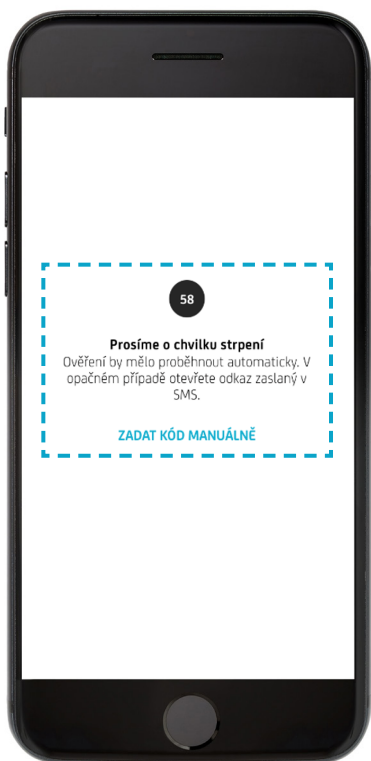 58
Prosíme o chvilku strpení
Ověření by mělo proběhnout automaticky. V
opačném případě otevřete odkaz zaslaný v
SMS.
ZADAT KÓD MANUÁLNĚ